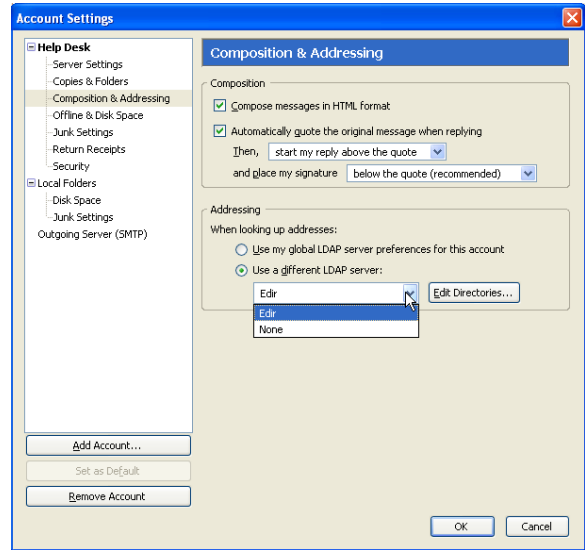 Account Settings
Help Desk
Server Settings
Copies & Folders
Composition & Addressing
Offline & Disk Space
Junk Settings
Return Receipts
Security
Local Folders
Disk Space
Junk Settings
Outgoing Server (SMTP)
Add Account...
Set as Default
Remove Account
Composition & Addressing
Composition
Compose messages in HTML format
Automatically quote the original message when replying
Then, start my reply above the quote
and place my signature below the quote (recommended)
Addressing
When looking up addresses:
Use my global LDAP server preferences for this account
Use a different LDAP server:
Edir Edit Directories...
Edir
None
OK Cancel